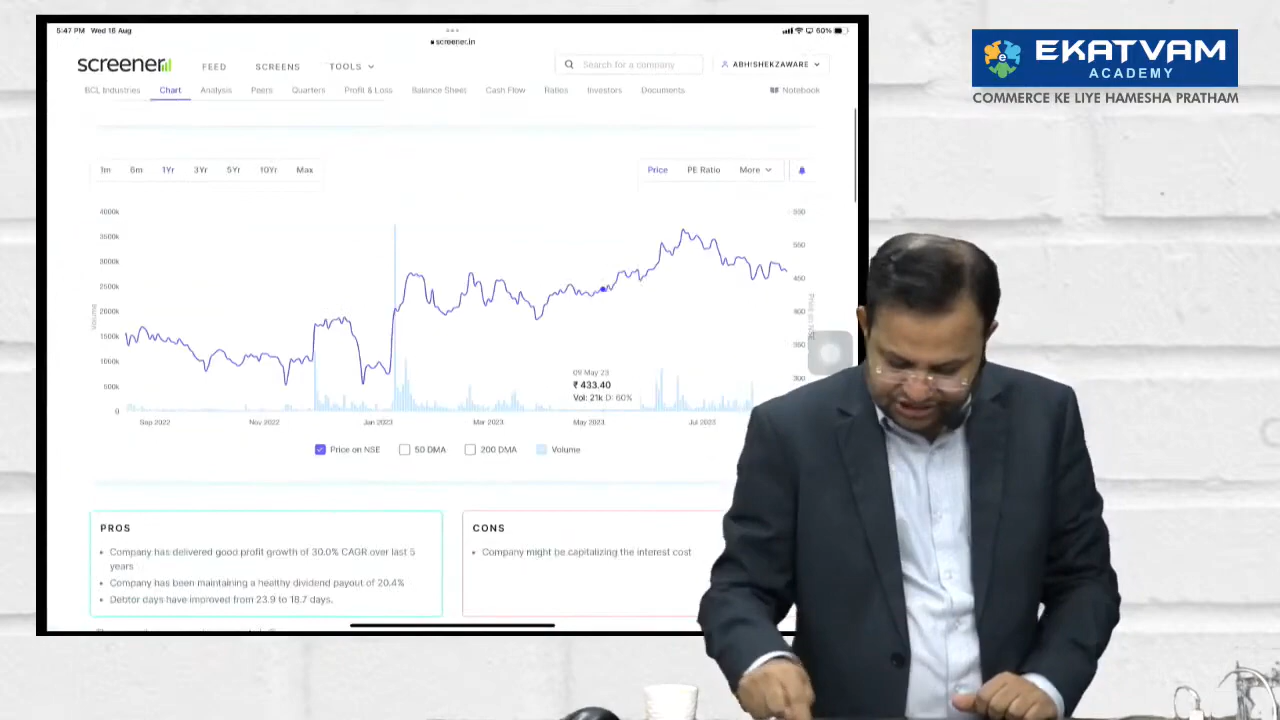 5:47 PM Wed 16 Aug
60%
screener.in
screener
FEED SCREENS TOOLS
Search for a company
ABHISHEKZAWARE
BCL Industries Chart Analysis Peers Quarters Profit & Loss Balance Sheet Cash Flow Ratios Investors Documents Notebook
1m 6m 1Yr 3Yr 5Yr 10Yr Max
Price PE Ratio More
4000k
3500k
3000k
2500k
2000k
1500k
1000k
500k
0
Volume
450
400
350
300
09 May 23
₹ 433.40
Vol: 21k D: 60%
Sep 2022 Nov 2022 Jan 2023 Mar 2023 May 2023 Jul 2023
Price on NSE 50 DMA 200 DMA Volume
PROS
Company has delivered good profit growth of 30.0% CAGR over last 5
years
Company has been maintaining a healthy dividend payout of 20.4%
Debtor days have improved from 23.9 to 18.7 days.
CONS
Company might be capitalizing the interest cost
EKATVAM
ACADEMY
COMMERCE KE LIYE HAMESHA PRATHAM